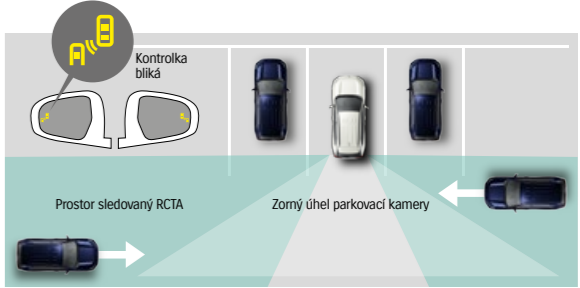 Kontrolka
bliká
Prostor sledovaný RCTA
Zorný úhel parkovací kamery